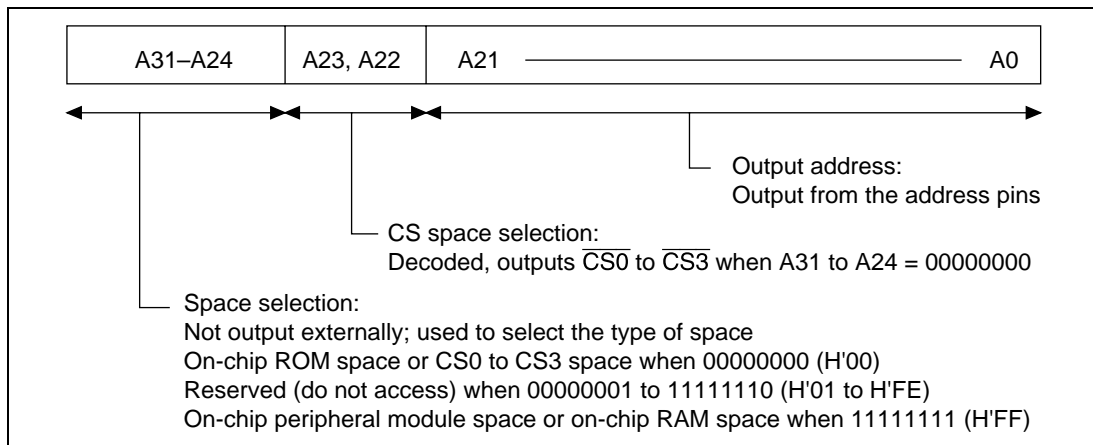 A31–A24 A23, A22 A21 A0
Output address:
Output from the address pins
CS space selection:
Decoded, outputs C̅S̅0̅ to C̅S̅3̅ when A31 to A24 = 00000000
Space selection:
Not output externally; used to select the type of space
On-chip ROM space or CS0 to CS3 space when 00000000 (H'00)
Reserved (do not access) when 00000001 to 11111110 (H'01 to H'FE)
On-chip peripheral module space or on-chip RAM space when 11111111 (H'FF)